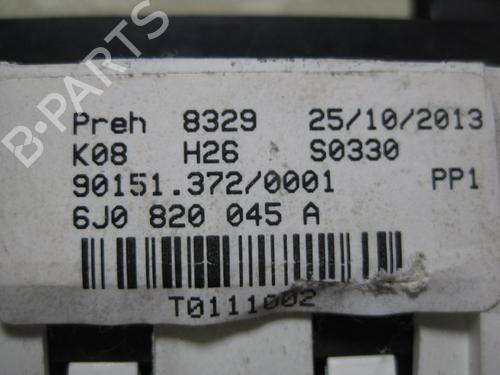 Preh 8329 25/10/2013
K08 H26 S0330
90151.372/0001 PP1
6J0 820 045 A
T0111002
B-PARTS